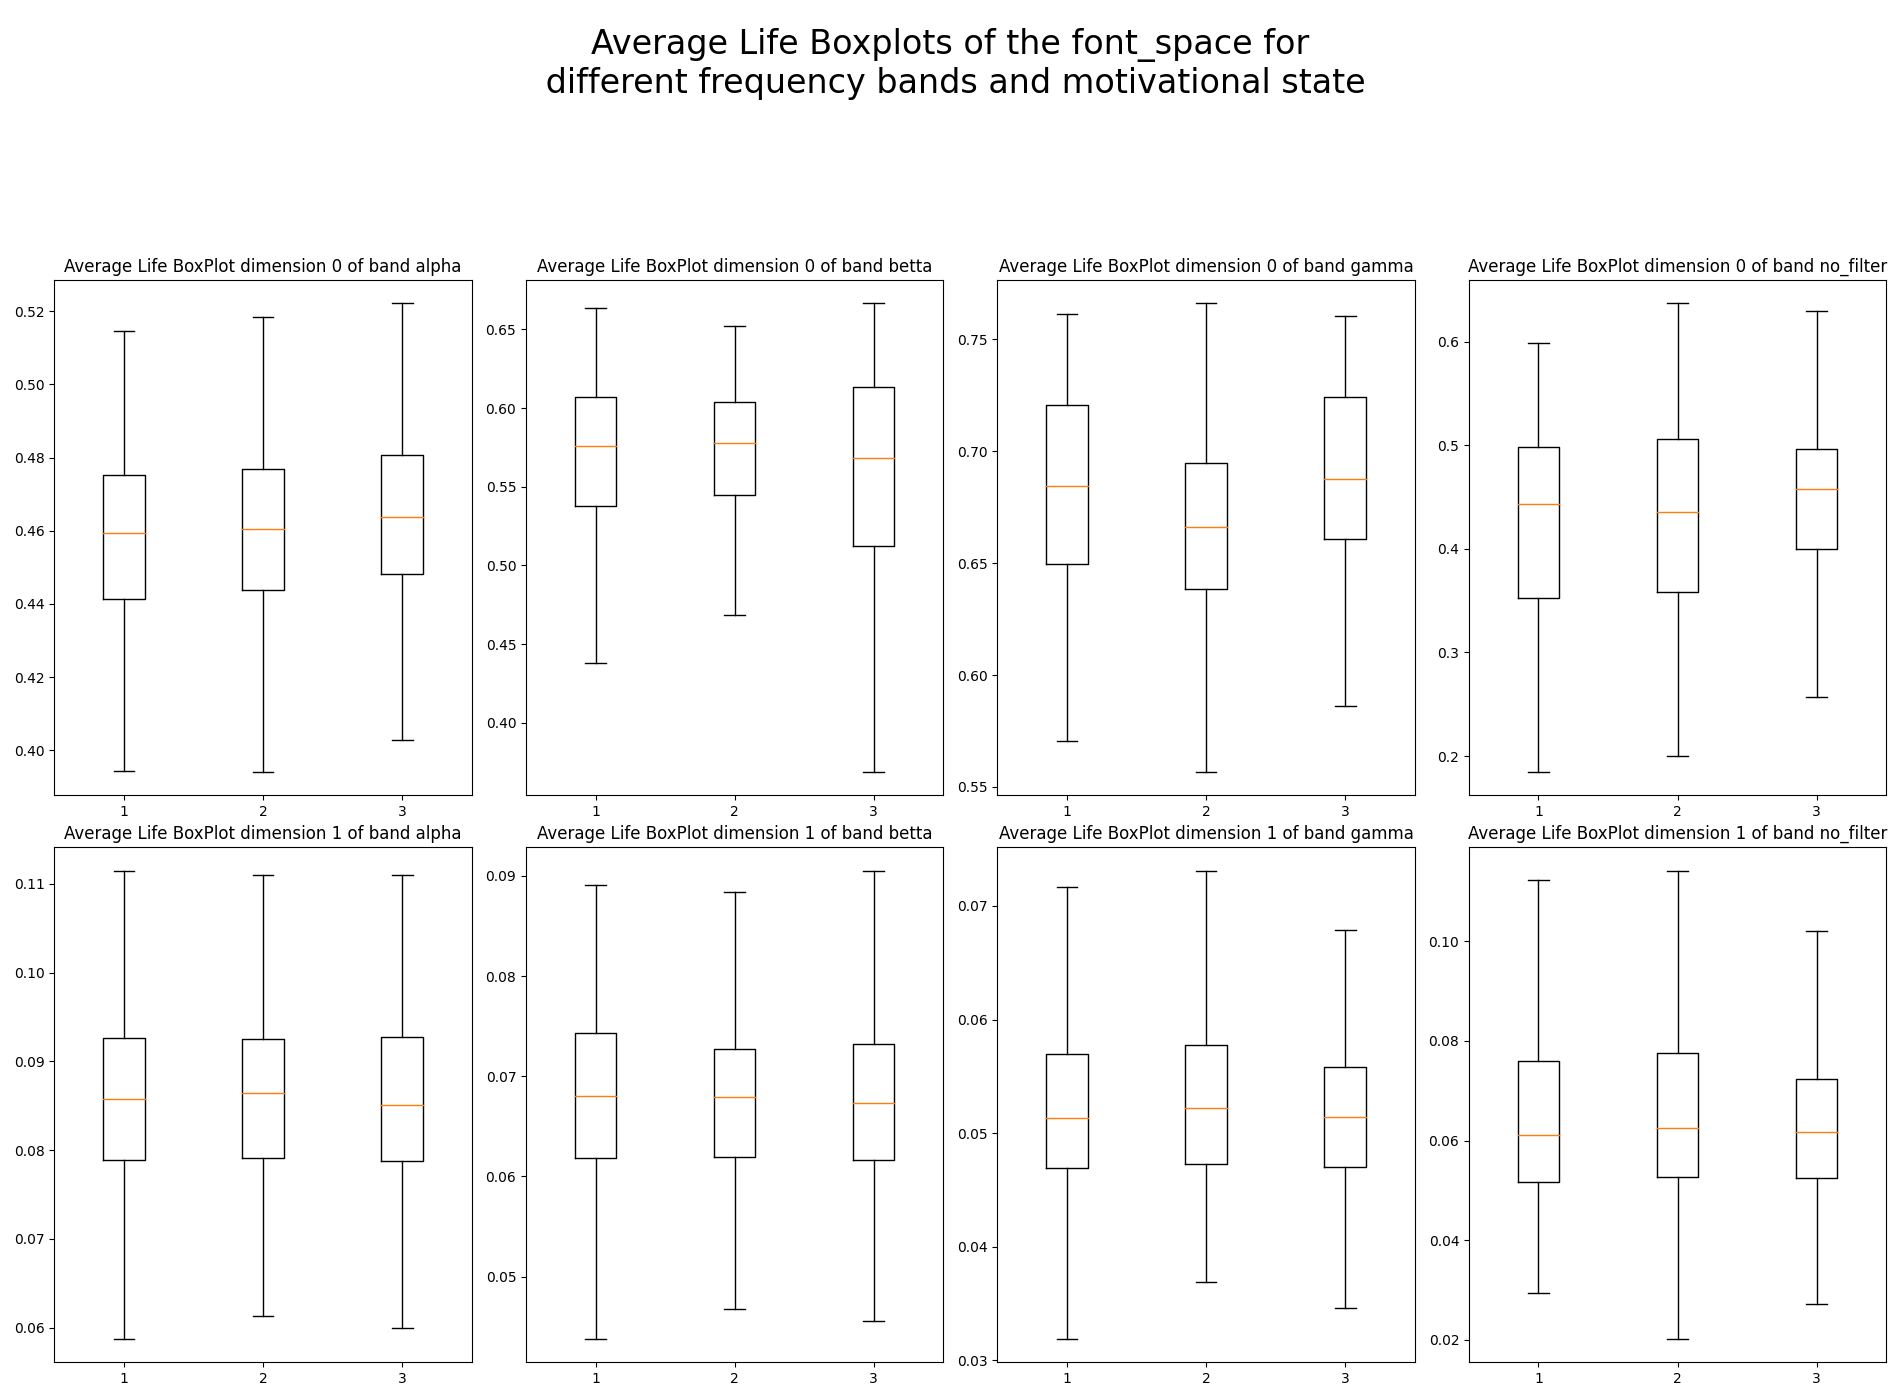 Average Life Boxplots of the font_space for
different frequency bands and motivational state
Average Life BoxPlot dimension 0 of band alpha
0.52
0.50
0.48
0.46
0.44
0.42
0.40
1 2 3
Average Life BoxPlot dimension 0 of band betta
0.65
0.60
0.55
0.50
0.45
0.40
1 2 3
Average Life BoxPlot dimension 0 of band gamma
0.75
0.70
0.65
0.60
0.55
1 2 3
Average Life BoxPlot dimension 0 of band no_filter
0.6
0.5
0.4
0.3
0.2
1 2 3
Average Life BoxPlot dimension 1 of band alpha
0.11
0.10
0.09
0.08
0.07
0.06
1 2 3
Average Life BoxPlot dimension 1 of band betta
0.09
0.08
0.07
0.06
0.05
1 2 3
Average Life BoxPlot dimension 1 of band gamma
0.07
0.06
0.05
0.04
0.03
1 2 3
Average Life BoxPlot dimension 1 of band no_filter
0.10
0.08
0.06
0.04
0.02
1 2 3